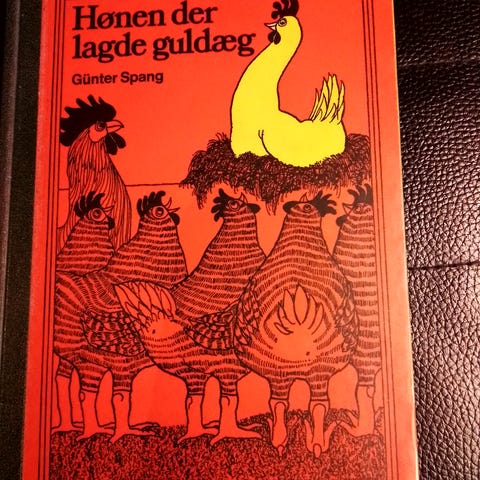 Hønen der
lagde guldæg
Günter Spang